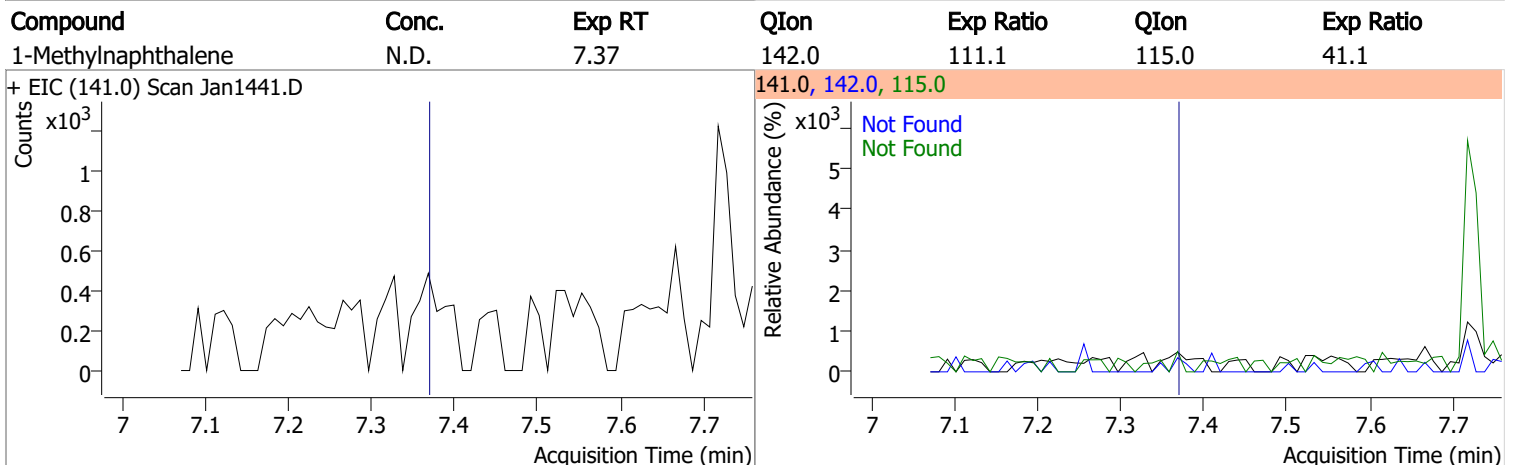 Compound Conc. Exp RT QIon Exp Ratio QIon Exp Ratio
1-Methylnaphthalene N.D. 7.37 142.0 111.1 115.0 41.1
+ EIC (141.0) Scan Jan1441.D
Counts
x103
1
0.8
0.6
0.4
0.2
0
7 7.1 7.2 7.3 7.4 7.5 7.6 7.7
Acquisition Time (min)
141.0, 142.0, 115.0
Relative Abundance (%)
x103
Not Found
Not Found
5
4
3
2
1
0
7 7.1 7.2 7.3 7.4 7.5 7.6 7.7
Acquisition Time (min)